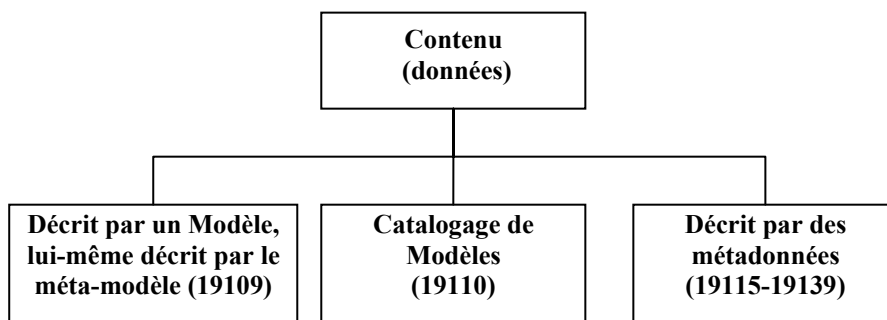 Contenu
(données)
Décrit par un Modèle,
lui-même décrit par le
méta-modèle (19109)
Catalogage de
Modèles
(19110)
Décrit par des
métadonnées
(19115-19139)